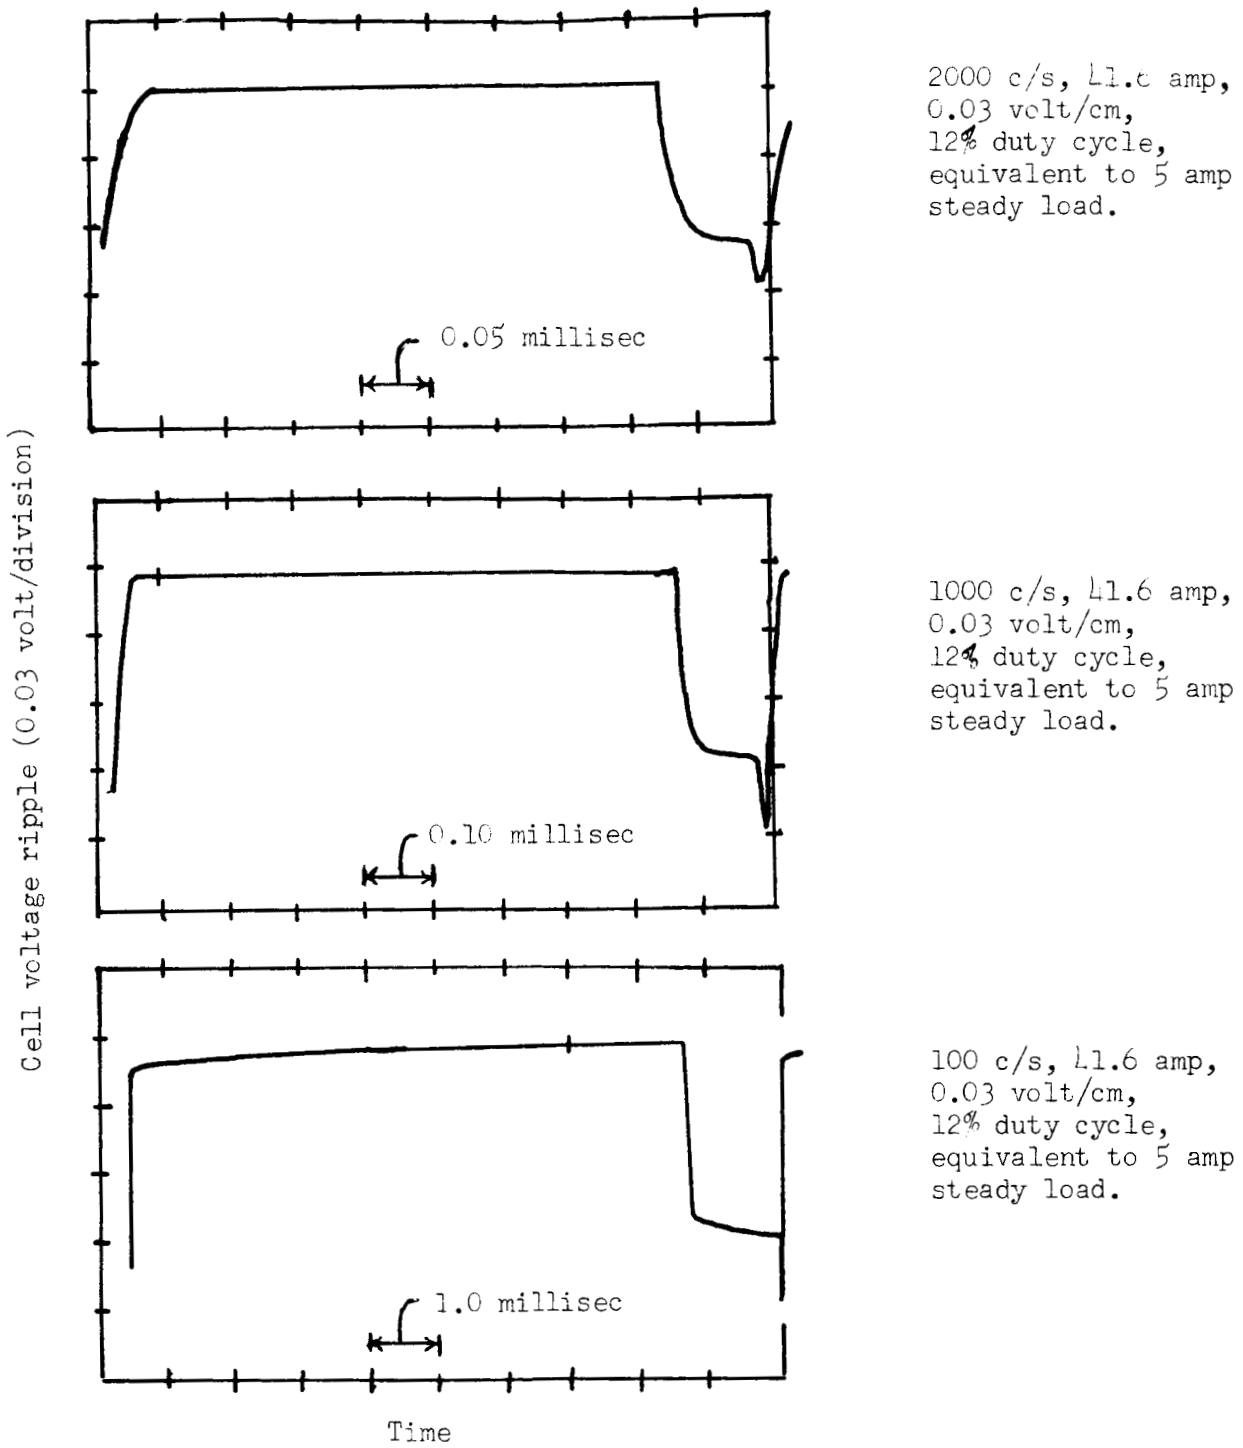 2000 c/s, 41.6 amp,
0.03 volt/cm,
12% duty cycle,
equivalent to 5 amp
steady load.
0.05 millisec
Cell voltage ripple (0.03 volt/division)
1000 c/s, 41.6 amp,
0.03 volt/cm,
12% duty cycle,
equivalent to 5 amp
steady load.
0.10 millisec
100 c/s, 41.6 amp,
0.03 volt/cm,
12% duty cycle,
equivalent to 5 amp
steady load.
1.0 millisec
Time